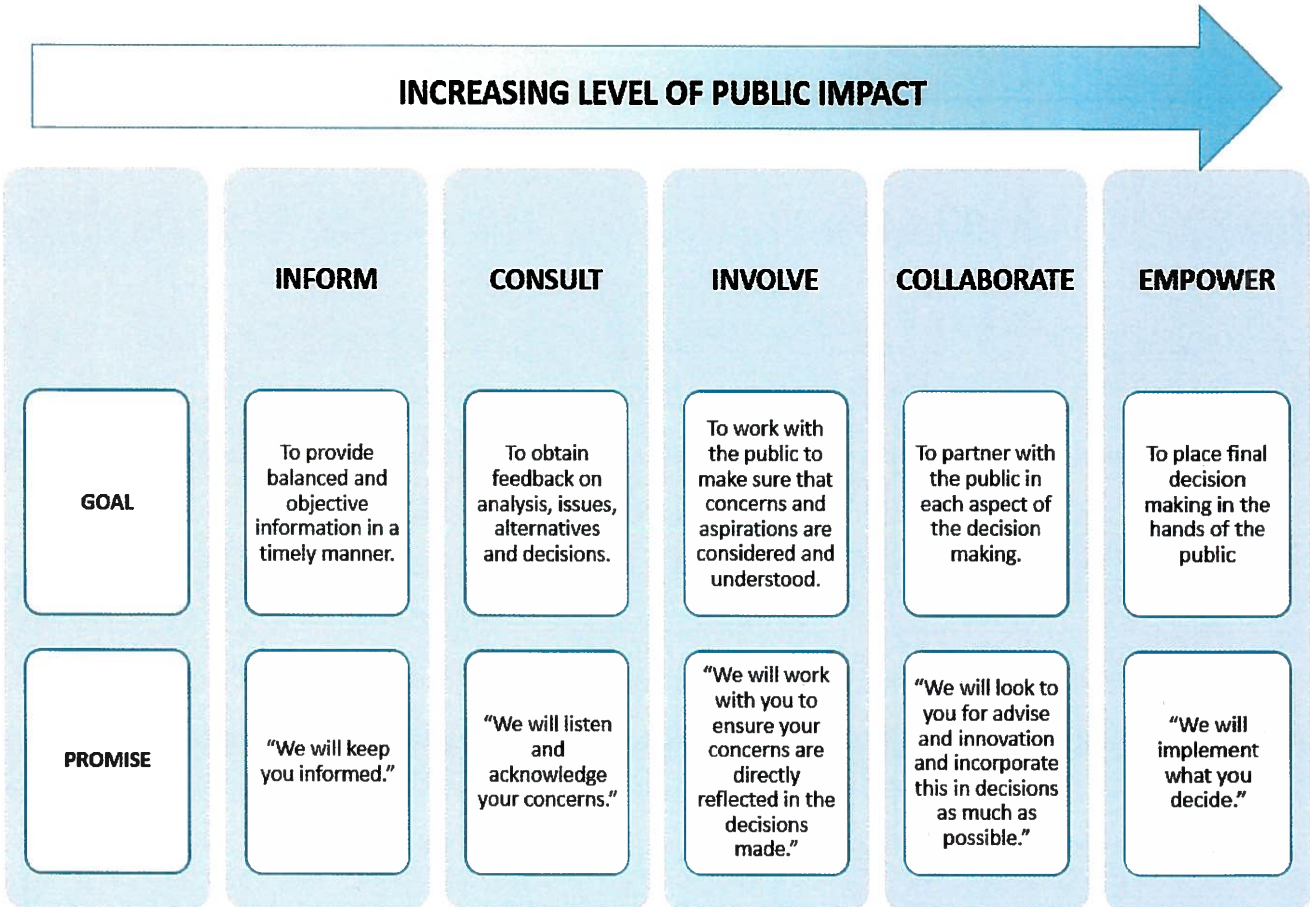 INCREASING LEVEL OF PUBLIC IMPACT
INFORM
CONSULT
INVOLVE
COLLABORATE
EMPOWER
GOAL
To provide
balanced and
objective
information in a
timely manner.
To obtain
feedback on
analysis, issues,
alternatives
and decisions.
To work with
the public to
make sure that
concerns and
aspirations are
considered and
understood.
To partner with
the public in
each aspect of
the decision
making.
To place final
decision
making in the
hands of the
public
PROMISE
"We will keep
you informed."
"We will listen
and
acknowledge
your concerns."
"We will work
with you to
ensure your
concerns are
directly
reflected in the
decisions
made."
"We will look to
you for advise
and innovation
and incorporate
this in decisions
as much as
possible."
"We will
implement
what you
decide."